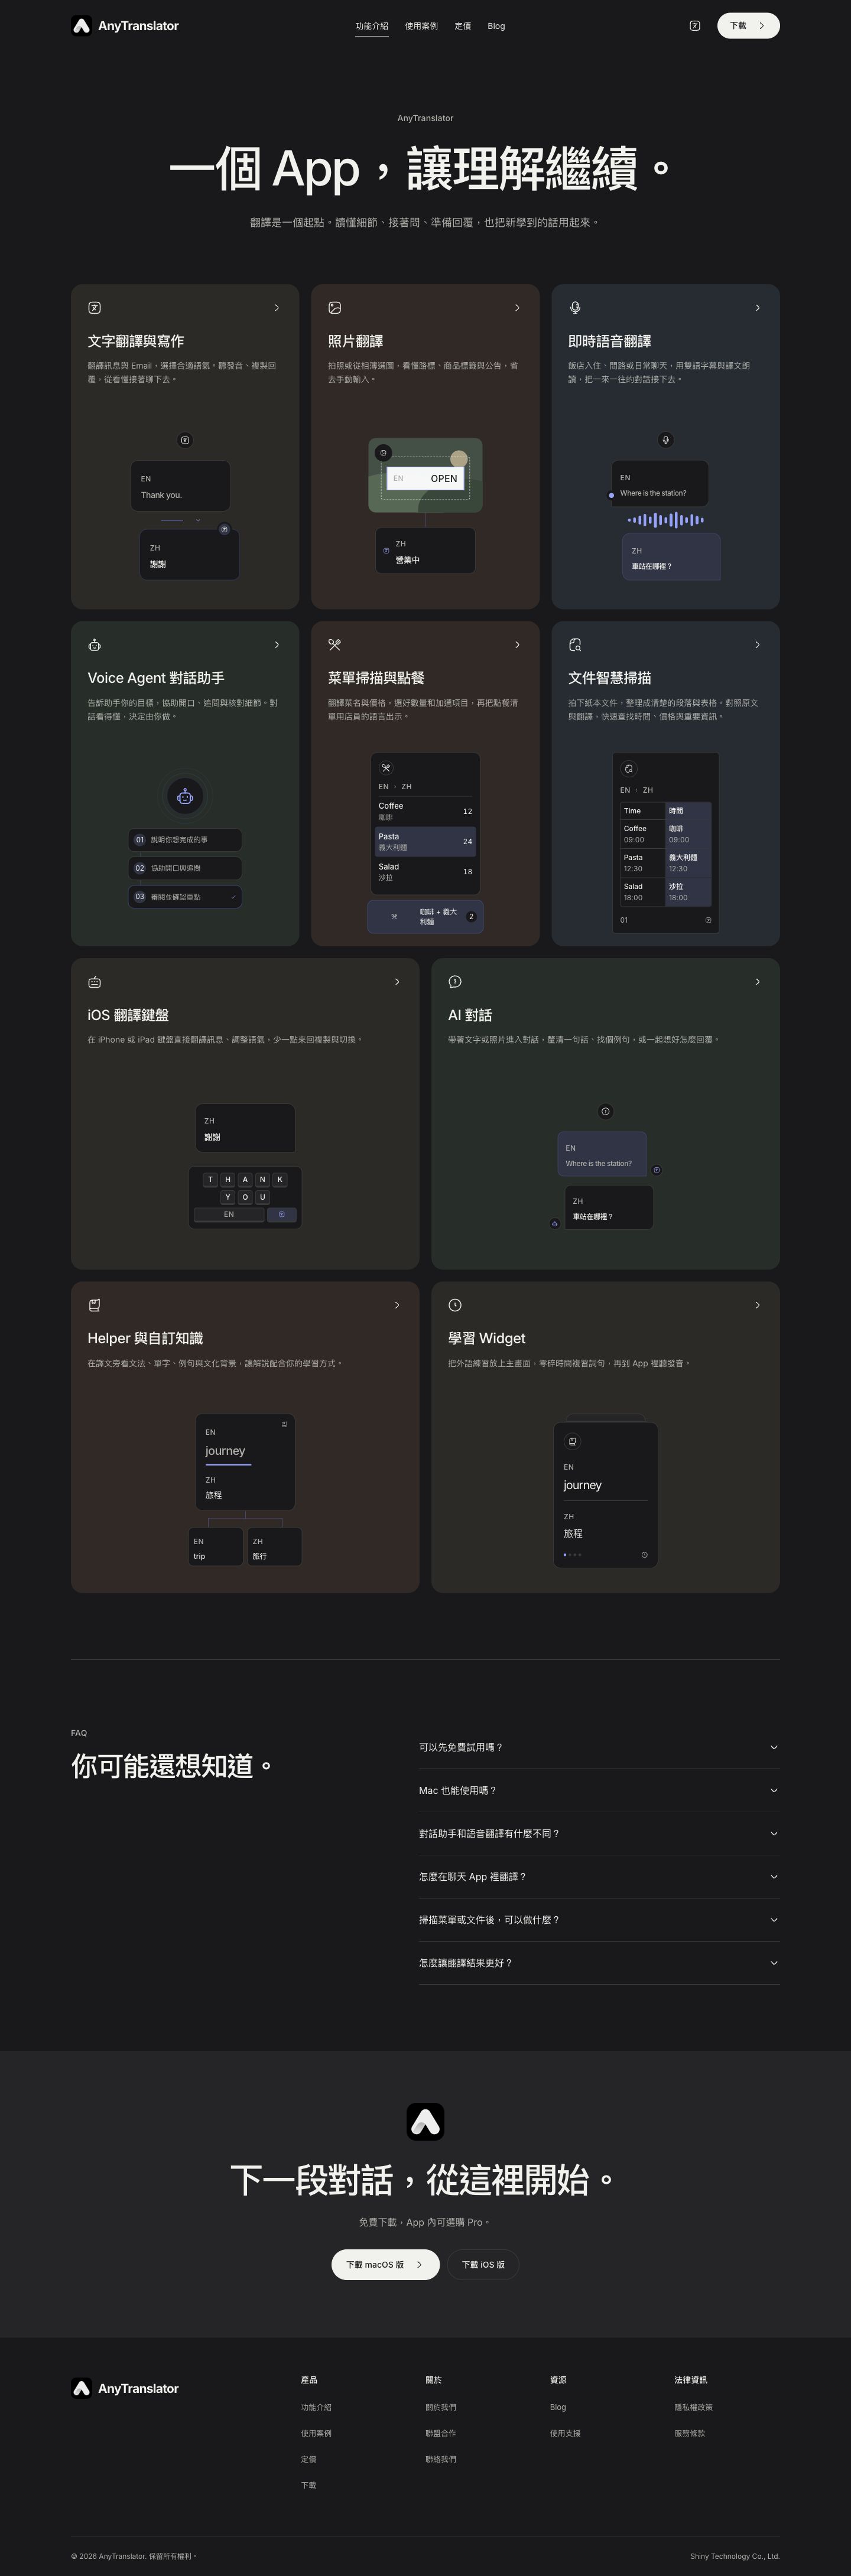 AnyTranslator
功能介紹
使用案例
定價
Blog
下載
AnyTranslator
一個 App，讓理解繼續。
翻譯是一個起點。讀懂細節、接著問、準備回覆，也把新學到的話用起來。
文字翻譯與寫作
翻譯訊息與 Email，選擇合適語氣。聽發音、複製回
覆，從看懂接著聊下去。
EN
Thank you.
ZH
謝謝
照片翻譯
拍照或從相簿選圖，看懂路標、商品標籤與公告，省
去手動輸入。
EN
OPEN
ZH
營業中
即時語音翻譯
飯店入住、問路或日常聊天，用雙語字幕與譯文朗
讀，把一來一往的對話接下去。
EN
Where is the station?
ZH
車站在哪裡？
Voice Agent 對話助手
告訴助手你的目標，協助開口、追問與核對細節。對
話看得懂，決定由你做。
01 說明你想完成的事
02 協助開口與追問
03 審閱並確認重點
菜單掃描與點餐
翻譯菜名與價格，選好數量和加選項目，再把點餐清
單用店員的語言出示。
EN ZH
Coffee
咖啡
12
Pasta
義大利麵
24
Salad
沙拉
18
咖啡 + 義大
利麵
2
文件智慧掃描
拍下紙本文件，整理成清楚的段落與表格。對照原文
與翻譯，快速查找時間、價格與重要資訊。
EN ZH
Time 時間
Coffee 咖啡
09:00 09:00
Pasta 義大利麵
12:30 12:30
Salad 沙拉
18:00 18:00
01
iOS 翻譯鍵盤
在 iPhone 或 iPad 鍵盤直接翻譯訊息、調整語氣，少一點來回複製與切換。
ZH
謝謝
T H A N K
Y O U
EN
AI 對話
帶著文字或照片進入對話，釐清一句話、找個例句，或一起想好怎麼回覆。
EN
Where is the station?
ZH
車站在哪裡？
Helper 與自訂知識
在譯文旁看文法、單字、例句與文化背景，讓解說配合你的學習方式。
EN
journey
ZH
旅程
EN
trip
ZH
旅行
學習 Widget
把外語練習放上主畫面，零碎時間複習詞句，再到 App 裡聽發音。
EN
journey
ZH
旅程
FAQ
你可能還想知道。
可以先免費試用嗎？
Mac 也能使用嗎？
對話助手和語音翻譯有什麼不同？
怎麼在聊天 App 裡翻譯？
掃描菜單或文件後，可以做什麼？
怎麼讓翻譯結果更好？
下一段對話，從這裡開始。
免費下載，App 內可選購 Pro。
下載 macOS 版
下載 iOS 版
AnyTranslator
產品
功能介紹
使用案例
定價
下載
關於
關於我們
聯盟合作
聯絡我們
資源
Blog
使用支援
法律資訊
隱私權政策
服務條款
© 2026 AnyTranslator. 保留所有權利。
Shiny Technology Co., Ltd.